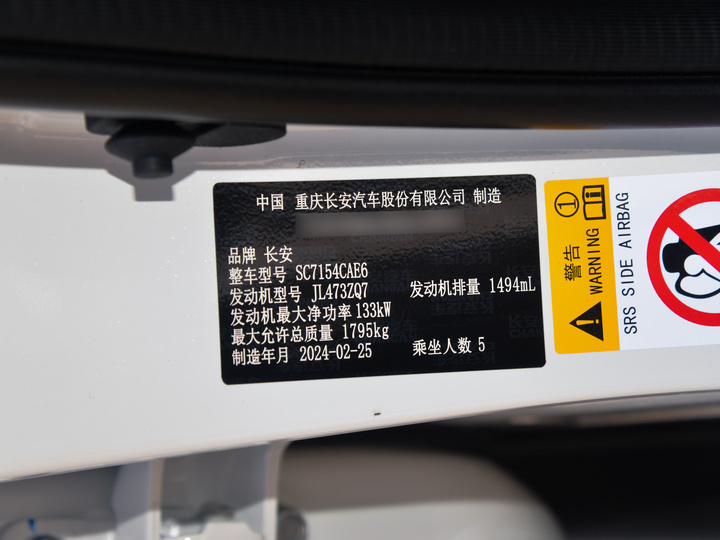 中国 重庆长安汽车股份有限公司 制造
品牌 长安
整车型号 SC7154CAE6
发动机型号 JL473ZQ7 发动机排量 1494mL
发动机最大净功率 133kW
最大允许总质量 1795kg
制造年月 2024-02-25 乘坐人数 5
① 
警告
WARNING
SRS SIDE AIRBAG